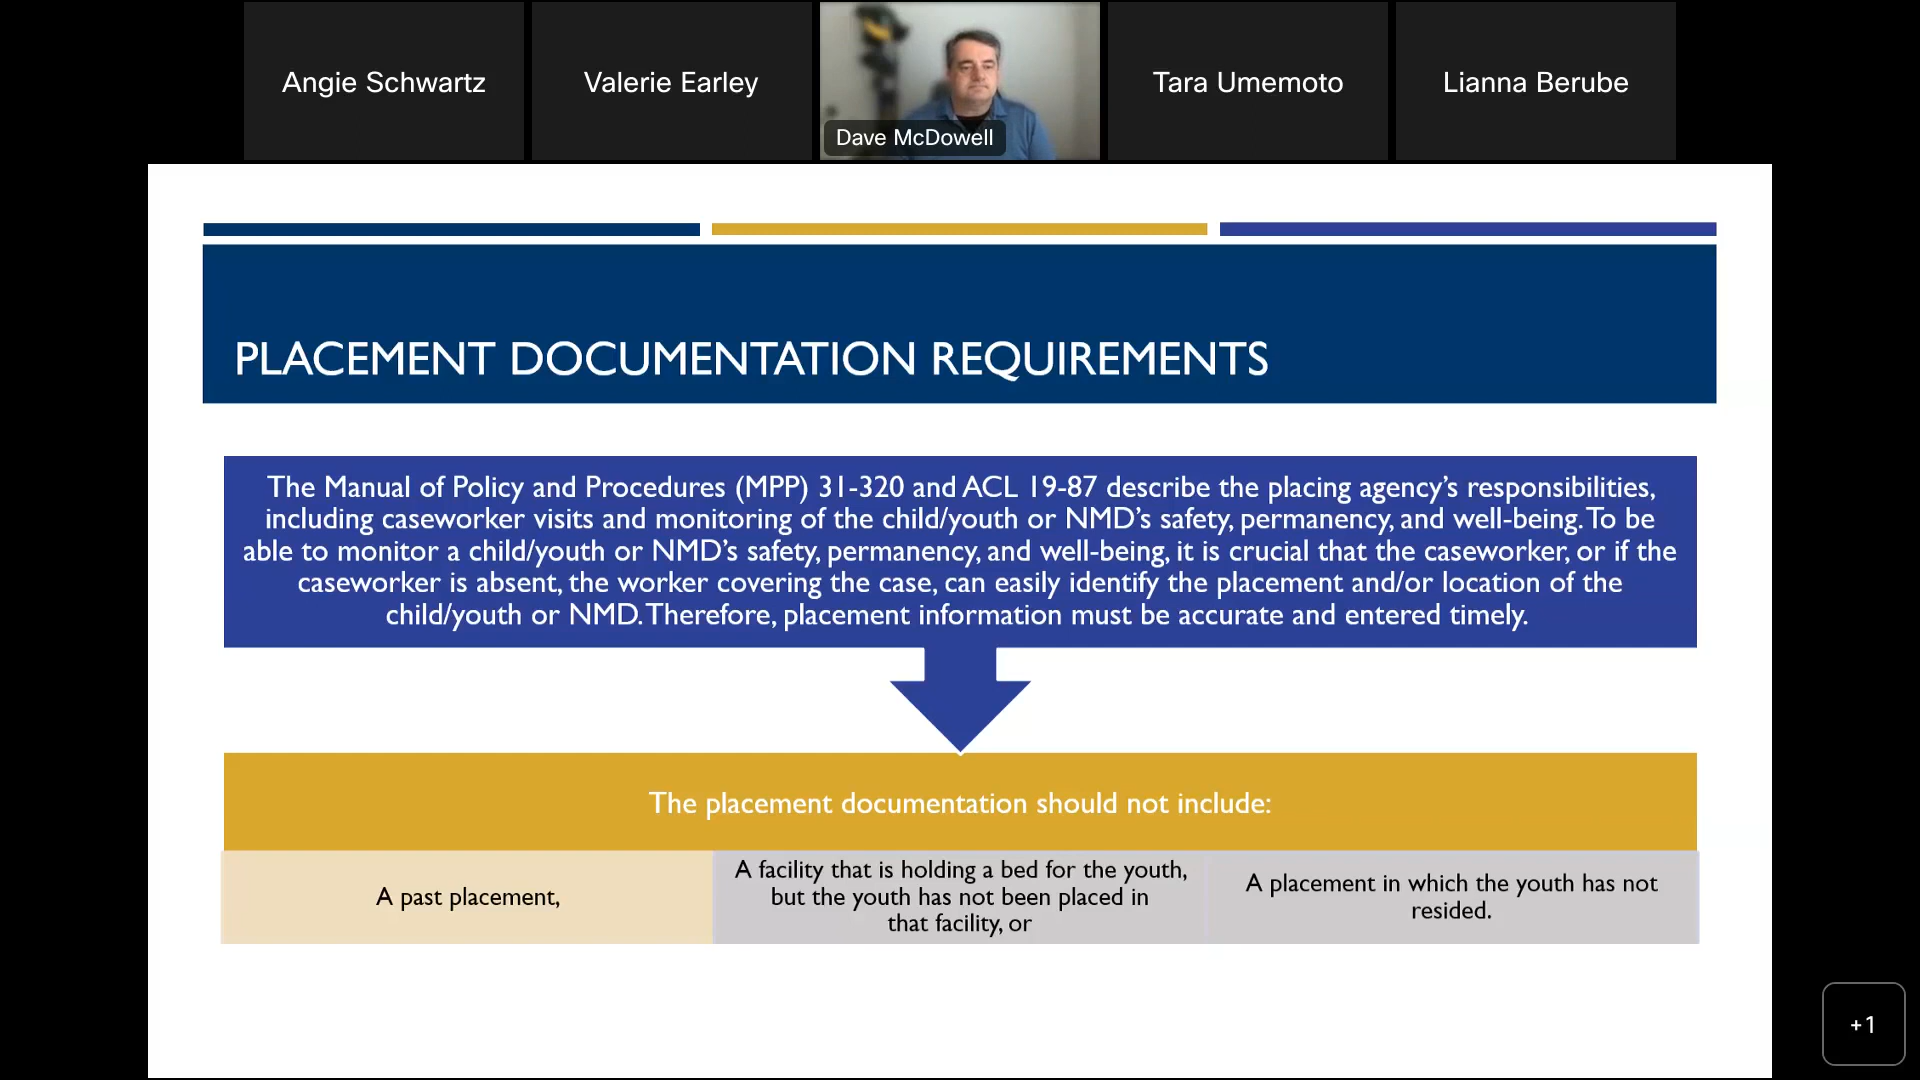 Angie Schwartz
Valerie Earley
Dave McDowell
Tara Umemoto
Lianna Berube
PLACEMENT DOCUMENTATION REQUIREMENTS
The Manual of Policy and Procedures (MPP) 31-320 and ACL 19-87 describe the placing agency’s responsibilities,
including caseworker visits and monitoring of the child/youth or NMD’s safety, permanency, and well-being. To be
able to monitor a child/youth or NMD’s safety, permanency, and well-being, it is crucial that the caseworker, or if the
caseworker is absent, the worker covering the case, can easily identify the placement and/or location of the
child/youth or NMD. Therefore, placement information must be accurate and entered timely.
The placement documentation should not include:
A past placement,
A facility that is holding a bed for the youth,
but the youth has not been placed in
that facility, or
A placement in which the youth has not
resided.
+1